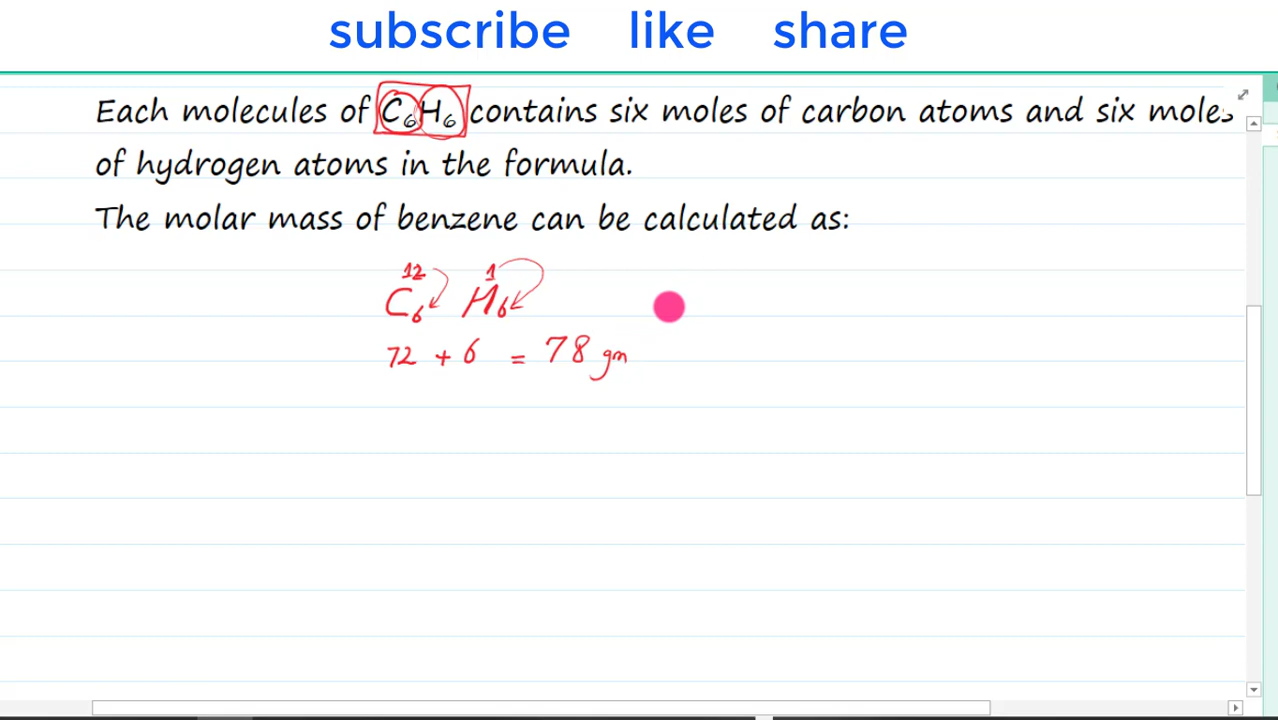 subscribe like share
Each molecules of C₆H₆ contains six moles of carbon atoms and six moles
of hydrogen atoms in the formula.
The molar mass of benzene can be calculated as:
12 1
C₆ H₆
72 + 6 = 78 gm